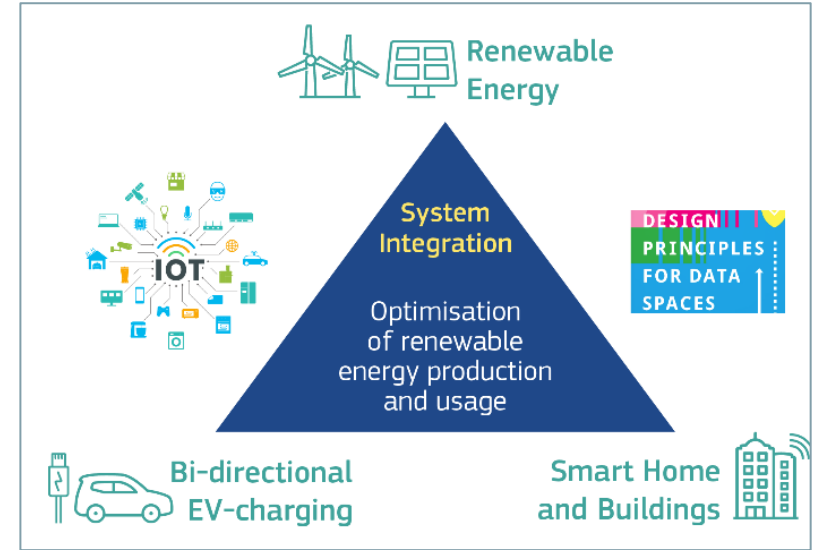 Renewable
Energy
System
Integration
IOT
DESIGN
PRINCIPLES
FOR DATA
SPACES
Optimisation
of renewable
energy production
and usage
Bi-directional
EV-charging
Smart Home
and Buildings